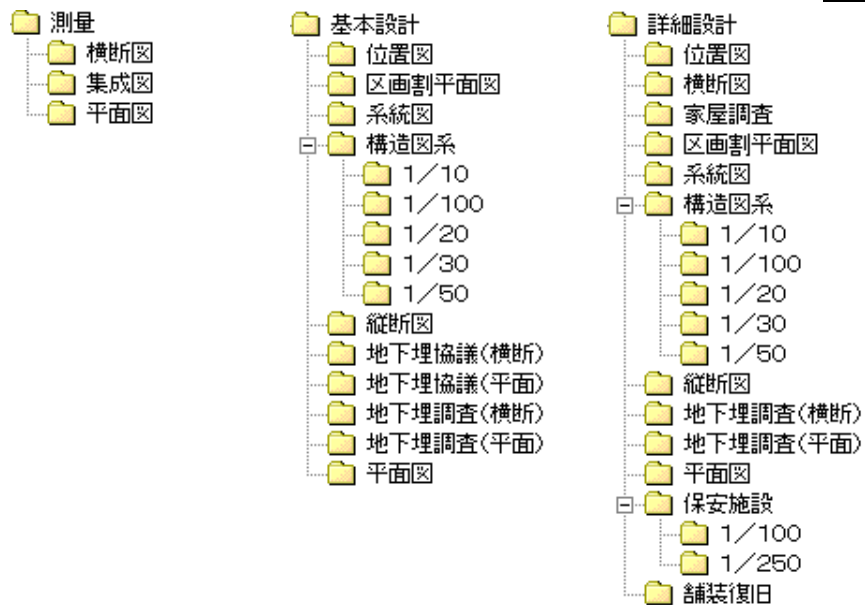 測量
横断図
集成図
平面図
基本設計
位置図
区画割平面図
系統図
構造図系
1／10
1／100
1／20
1／30
1／50
縦断図
地下埋協議(横断)
地下埋協議(平面)
地下埋調査(横断)
地下埋調査(平面)
平面図
詳細設計
位置図
横断図
家屋調査
区画割平面図
系統図
構造図系
1／10
1／100
1／20
1／30
1／50
縦断図
地下埋調査(横断)
地下埋調査(平面)
平面図
保安施設
1／100
1／250
舗装復旧